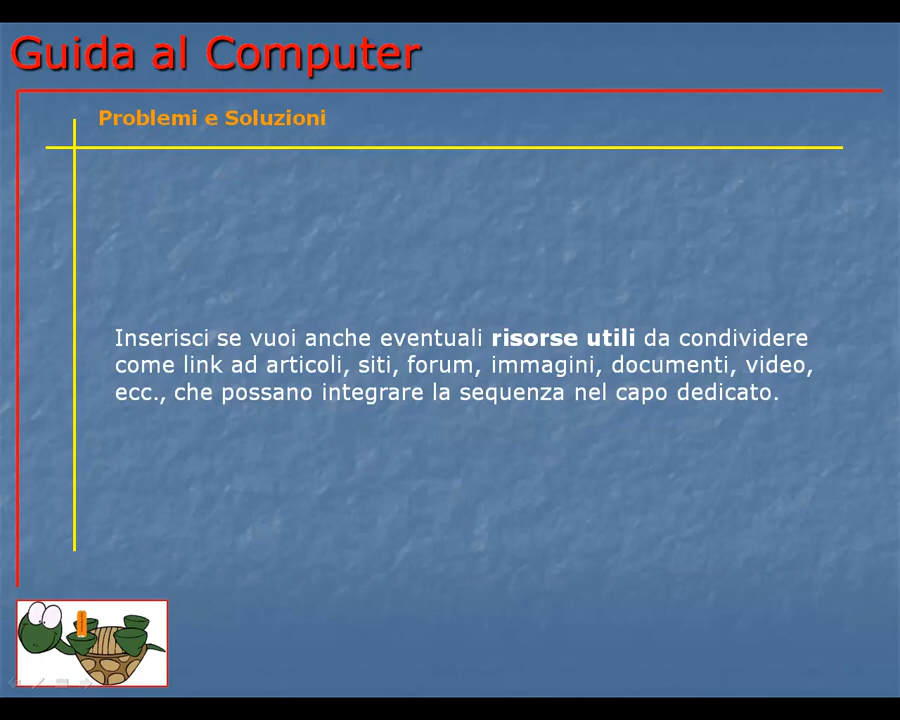 Guida al Computer
Problemi e Soluzioni
Inserisci se vuoi anche eventuali risorse utili da condividere
come link ad articoli, siti, forum, immagini, documenti, video,
ecc., che possano integrare la sequenza nel capo dedicato.